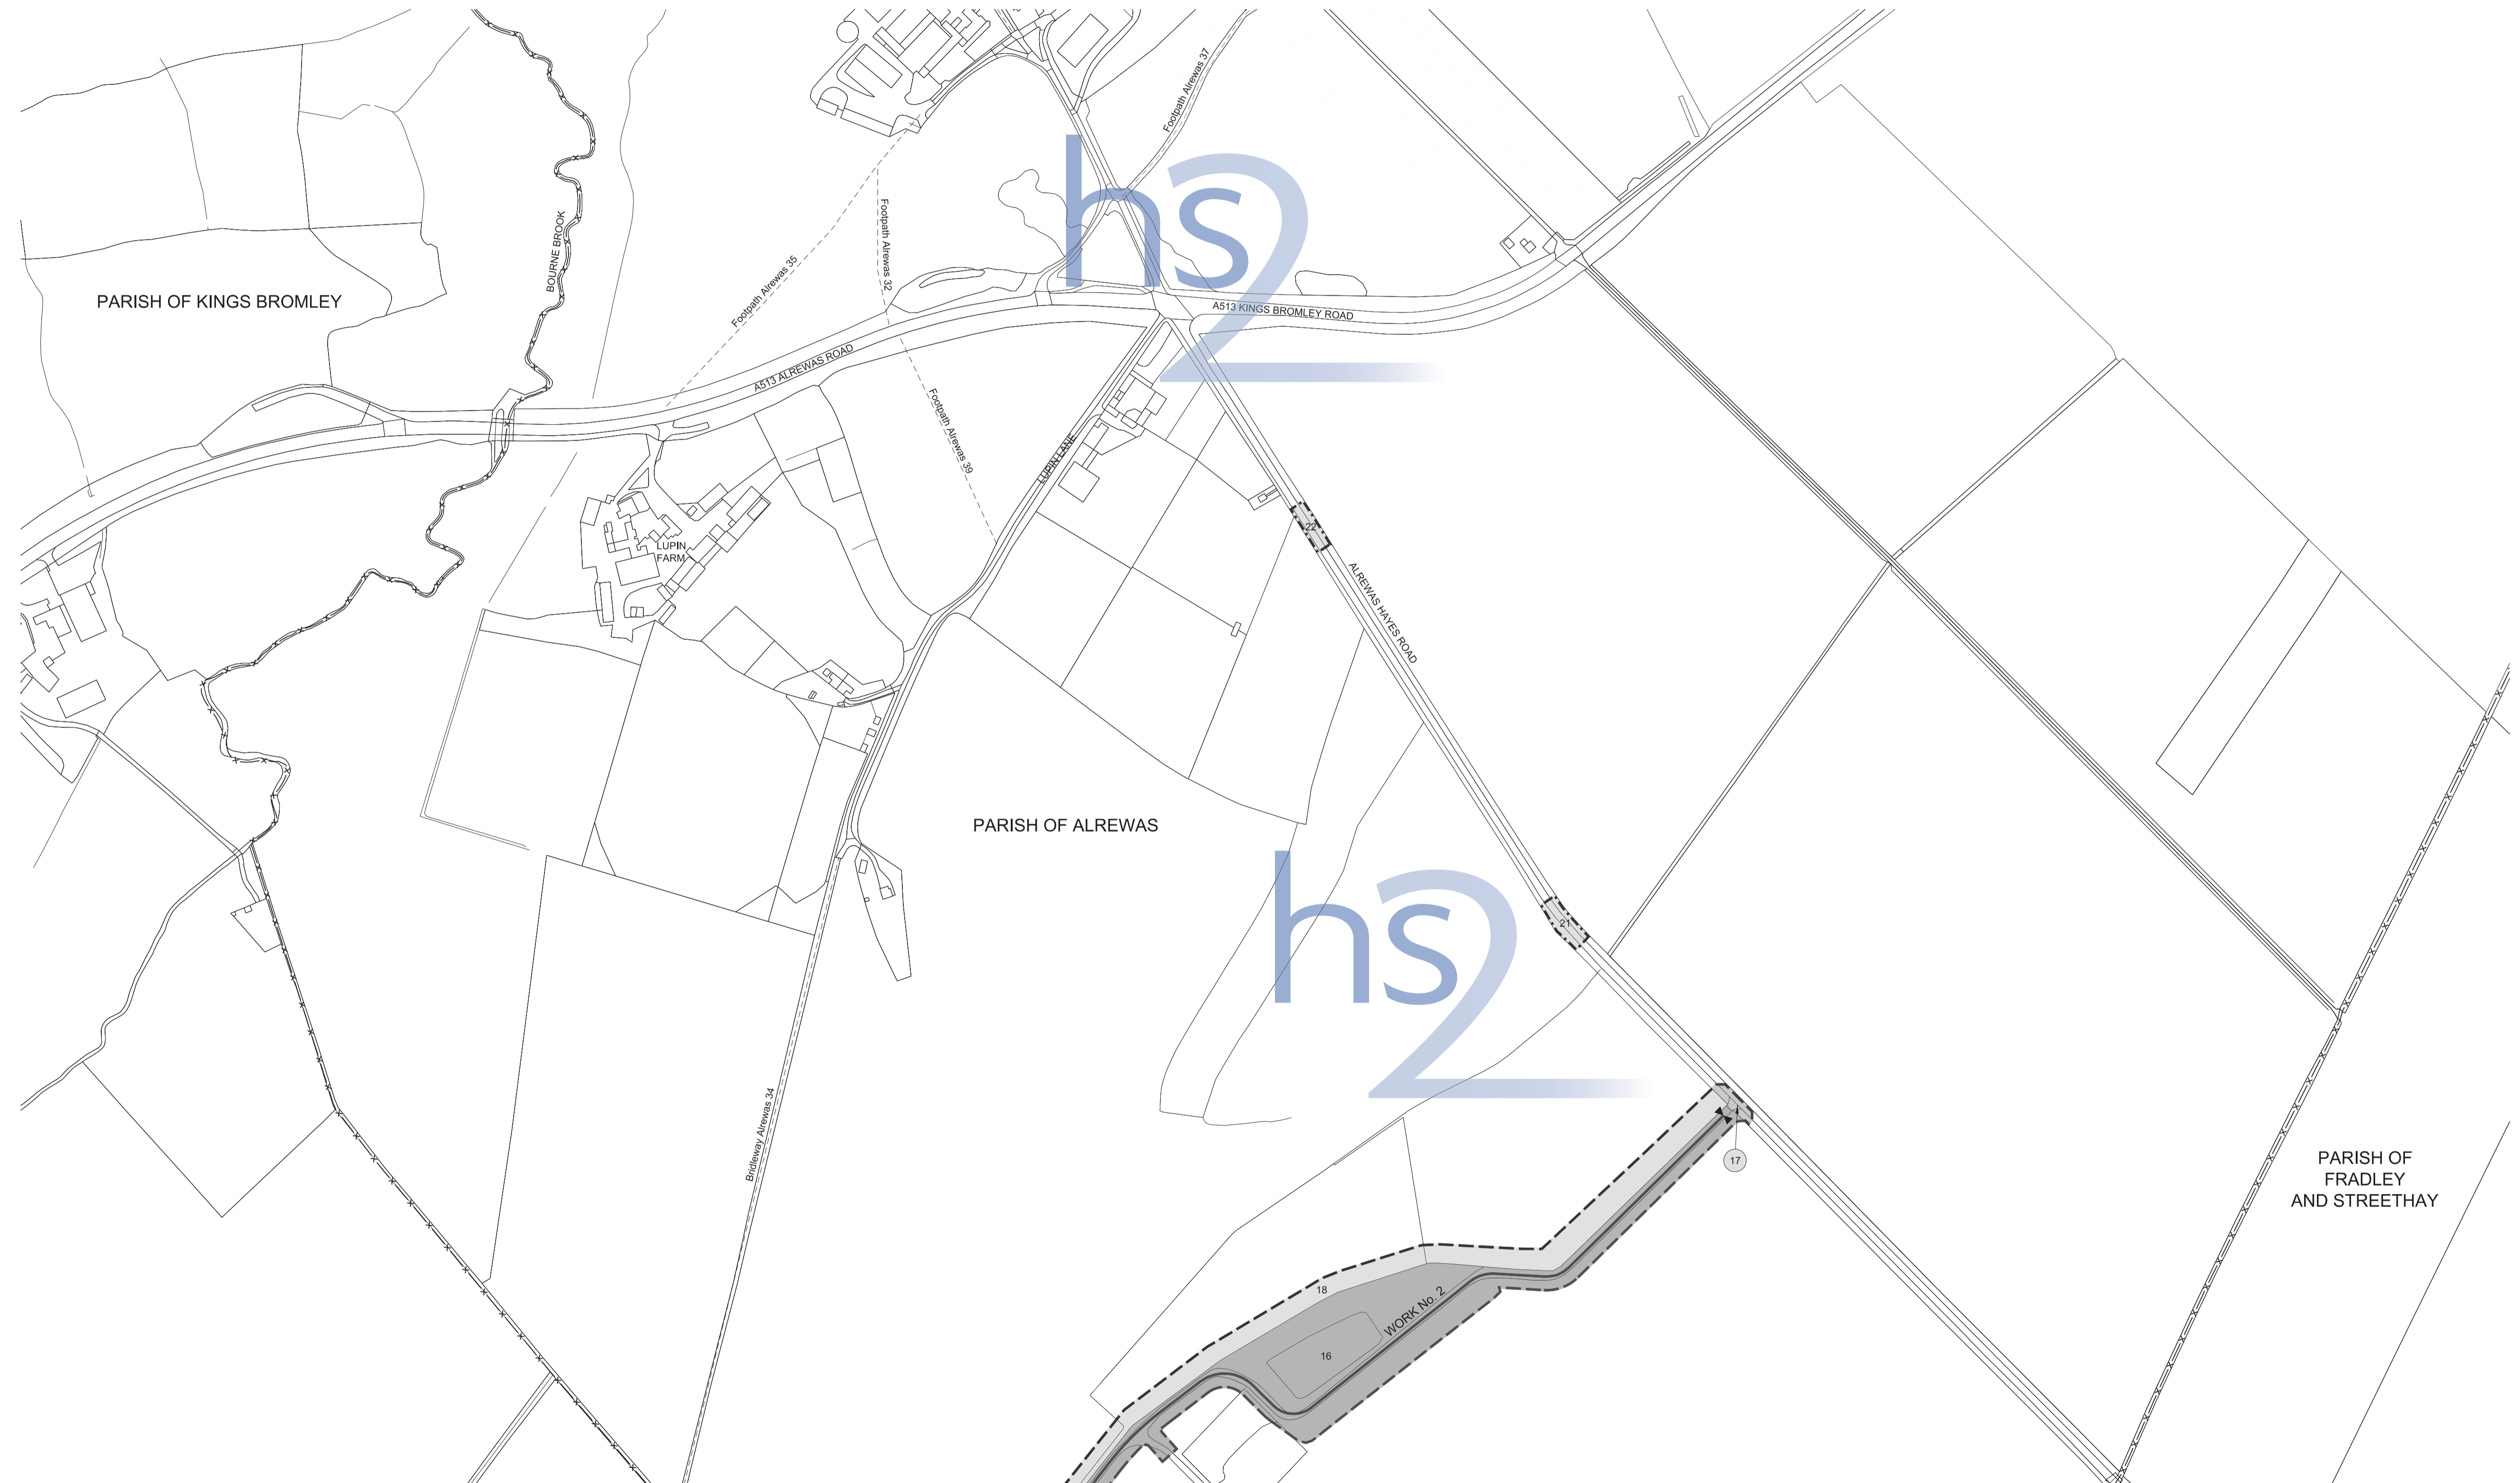 Footpath Alrewas 37
hs2
Footpath Alrewas 32
BOURNE BROOK
Footpath Alrewas 35
PARISH OF KINGS BROMLEY
A513 KINGS BROMLEY ROAD
A513 ALREWAS ROAD
Footpath Alrewas 39
LUPIN LANE
22
LUPIN
FARM
ALREWAS HAYES ROAD
PARISH OF ALREWAS
hs2
21
Bridleway Alrewas 34
17
PARISH OF
FRADLEY
AND STREETHAY
18
WORK No. 2
16